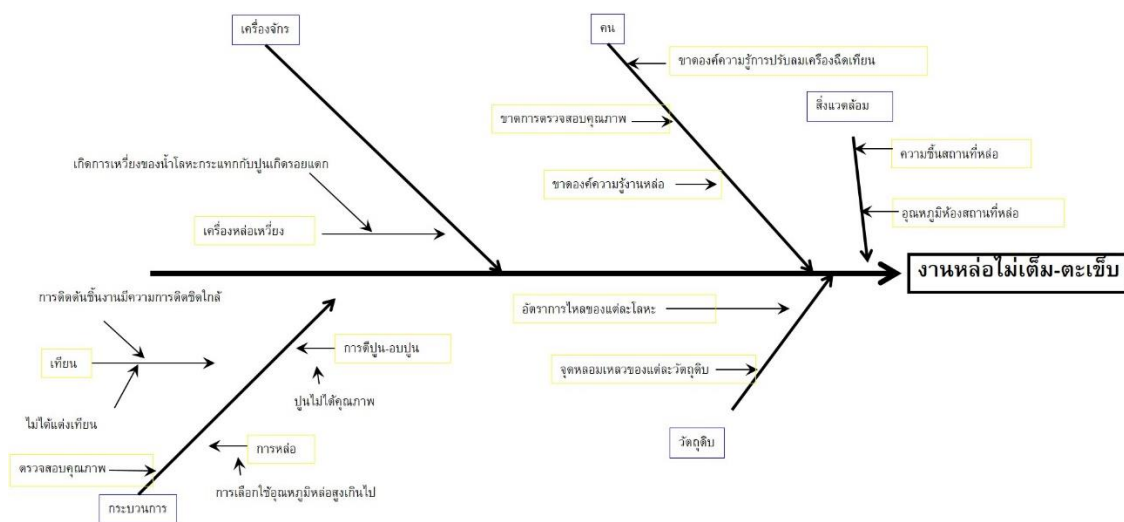 เครื่องจักร
คน
ขาดองค์ความรู้การปรับลมเครื่องฉีดเทียน
สิ่งแวดล้อม
ขาดการตรวจสอบคุณภาพ
ความชื้นสถานที่หล่อ
เกิดการเหวี่ยงของน้ำโลหะกระแทกกับปูนเกิดรอยแตก
ขาดองค์ความรู้งานหล่อ
อุณหภูมิห้องสถานที่หล่อ
เครื่องหล่อเหวี่ยง
งานหล่อไม่เต็ม-ตะเข็บ
การติดต้นชิ้นงานมีความการติดชิดใกล้
อัตราการไหลของแต่ละโลหะ
การตีปูน-อบปูน
เทียน
จุดหลอมเหลวของแต่ละวัตถุดิบ
ปูนไม่ได้คุณภาพ
ไม่ได้แต่งเทียน
วัตถุดิบ
การหล่อ
ตรวจสอบคุณภาพ
การเลือกใช้อุณหภูมิหล่อสูงเกินไป
กระบวนการ